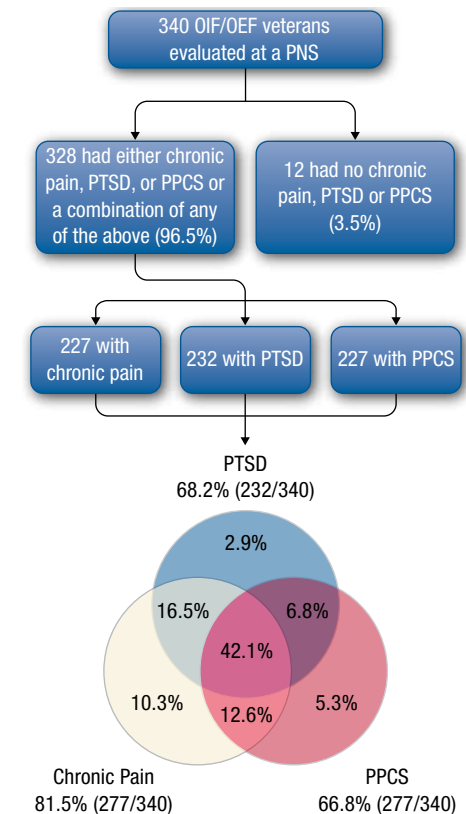 340 OIF/OEF veterans
evaluated at a PNS
328 had either chronic
pain, PTSD, or PPCS or
a combination of any
of the above (96.5%)
12 had no chronic
pain, PTSD or PPCS
(3.5%)
227 with
chronic pain
232 with PTSD
227 with PPCS
PTSD
68.2% (232/340)
2.9%
16.5%
6.8%
42.1%
10.3%
12.6%
5.3%
Chronic Pain
81.5% (277/340)
PPCS
66.8% (277/340)